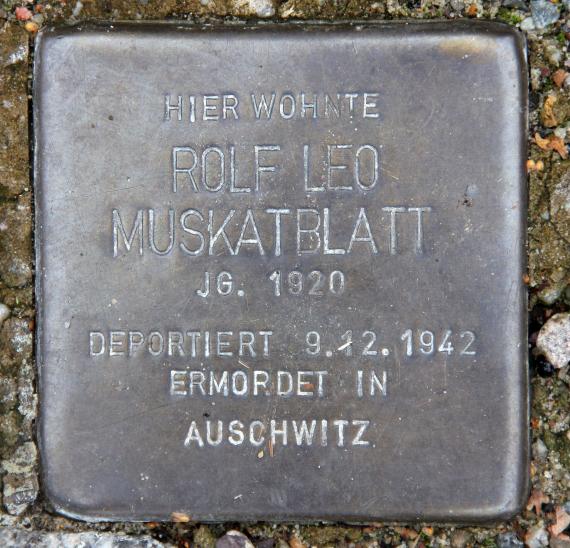 HIER WOHNTE
ROLF LEO
MUSKATBLATT
JG. 1920
DEPORTIERT 9.12.1942
ERMORDET IN
AUSCHWITZ